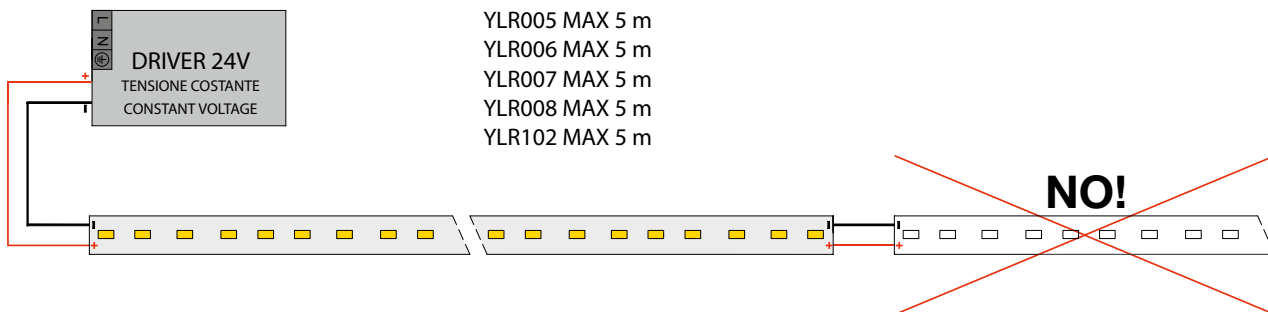 L
N
DRIVER 24V
TENSIONE COSTANTE
CONSTANT VOLTAGE
+
-
YLR005 MAX 5 m
YLR006 MAX 5 m
YLR007 MAX 5 m
YLR008 MAX 5 m
YLR102 MAX 5 m
NO!
- - -
+ + +